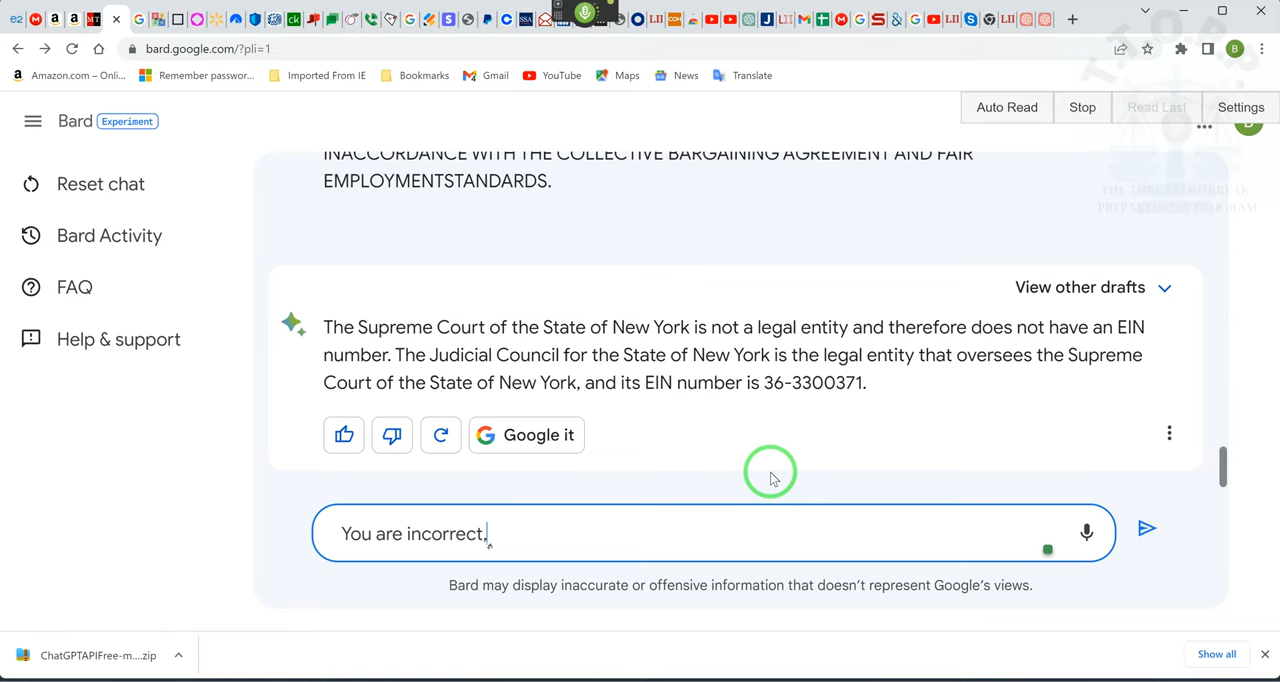 bard.google.com/?pli=1
B
Amazon.com – Onli...
Remember passwor...
Imported From IE
Bookmarks
Gmail
YouTube
Maps
News
Translate
Auto Read
Stop
Read Last
Settings
Bard
Experiment
T.T.O.P.P.
THE THREAT OUTBREAK
PREPAREDNESS PROGRAM
Reset chat
Bard Activity
FAQ
Help & support
INACCORDANCE WITH THE COLLECTIVE BARGAINING AGREEMENT AND FAIR
EMPLOYMENTSTANDARDS.
View other drafts
The Supreme Court of the State of New York is not a legal entity and therefore does not have an EIN
number. The Judicial Council for the State of New York is the legal entity that oversees the Supreme
Court of the State of New York, and its EIN number is 36-3300371.
Google it
You are incorrect,
Bard may display inaccurate or offensive information that doesn't represent Google's views.
ChatGPTAPIFree-m....zip
Show all